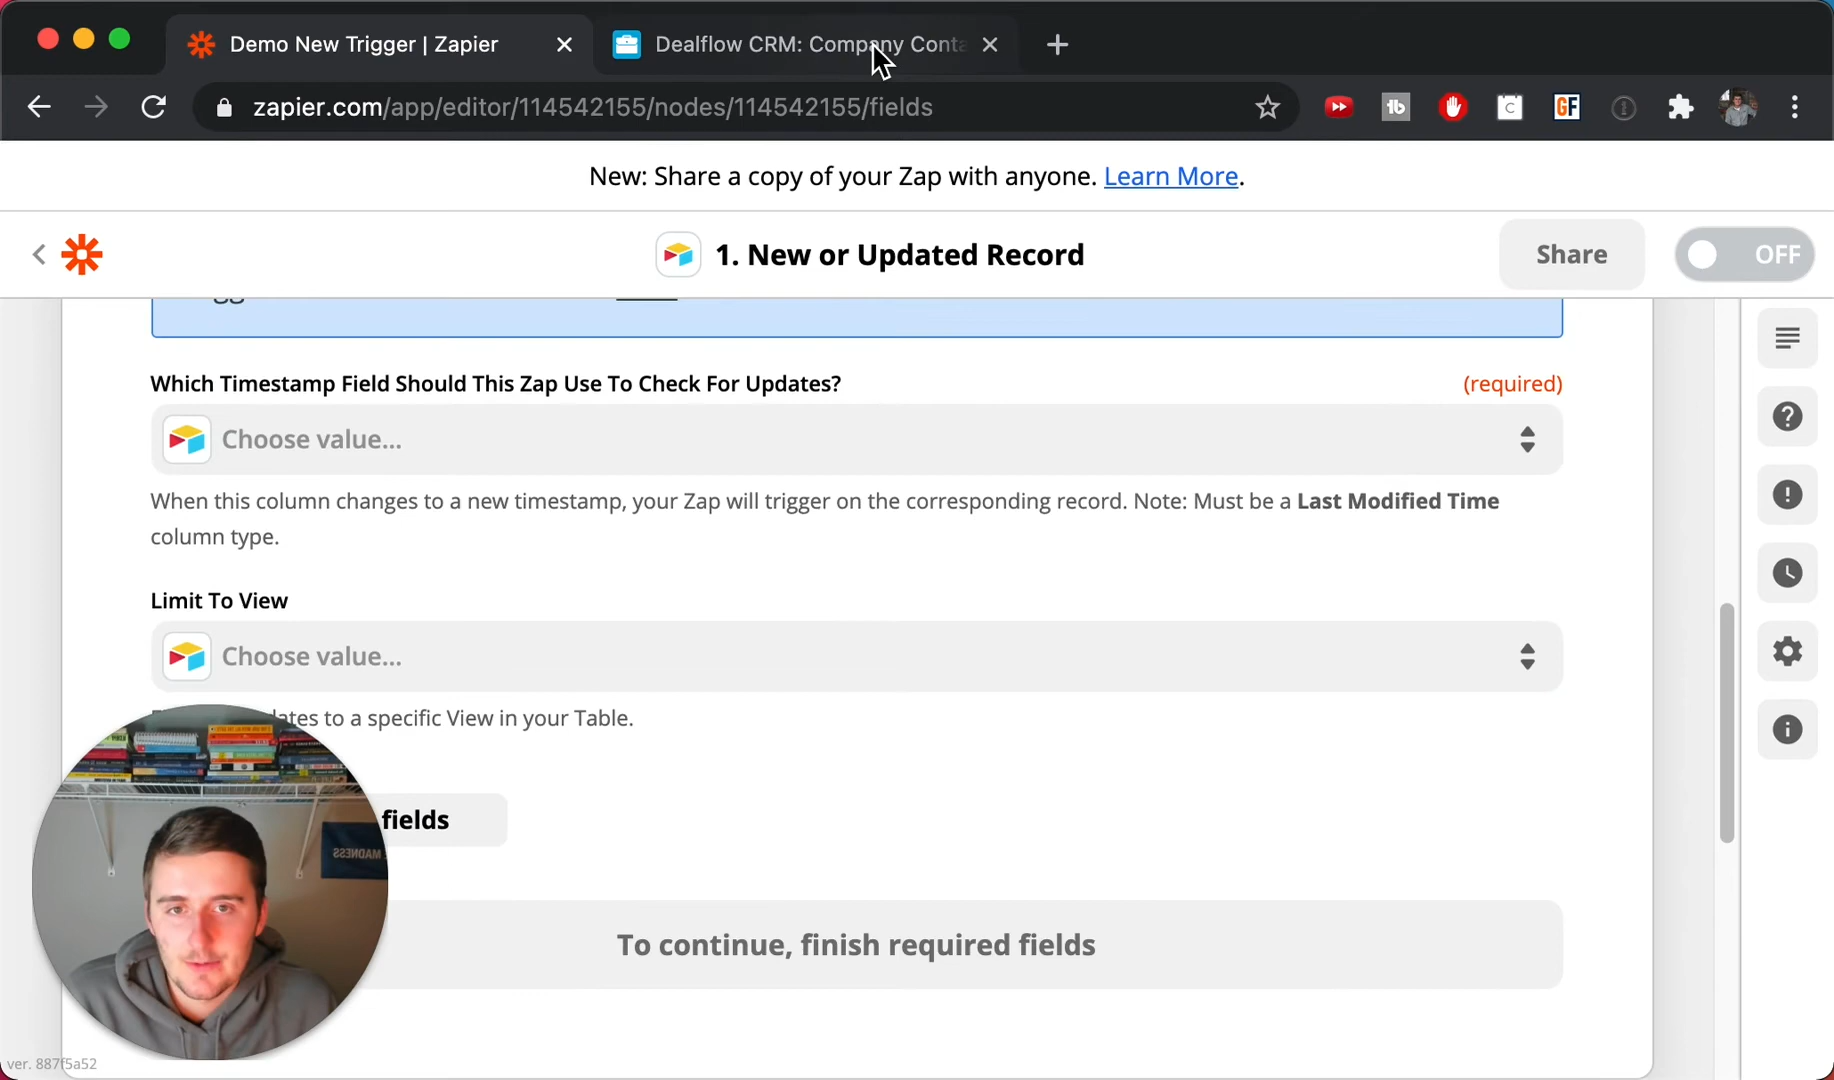 Demo New Trigger | Zapier
Dealflow CRM: Company Conta
zapier.com/app/editor/114542155/nodes/114542155/fields
tb
C
GF
New: Share a copy of your Zap with anyone. Learn More.
1. New or Updated Record
Share
OFF
Which Timestamp Field Should This Zap Use To Check For Updates?
(required)
Choose value...
When this column changes to a new timestamp, your Zap will trigger on the corresponding record. Note: Must be a Last Modified Time
column type.
Limit To View
Choose value...
to a specific View in your Table.
fields
To continue, finish required fields
ver. 887f5a52